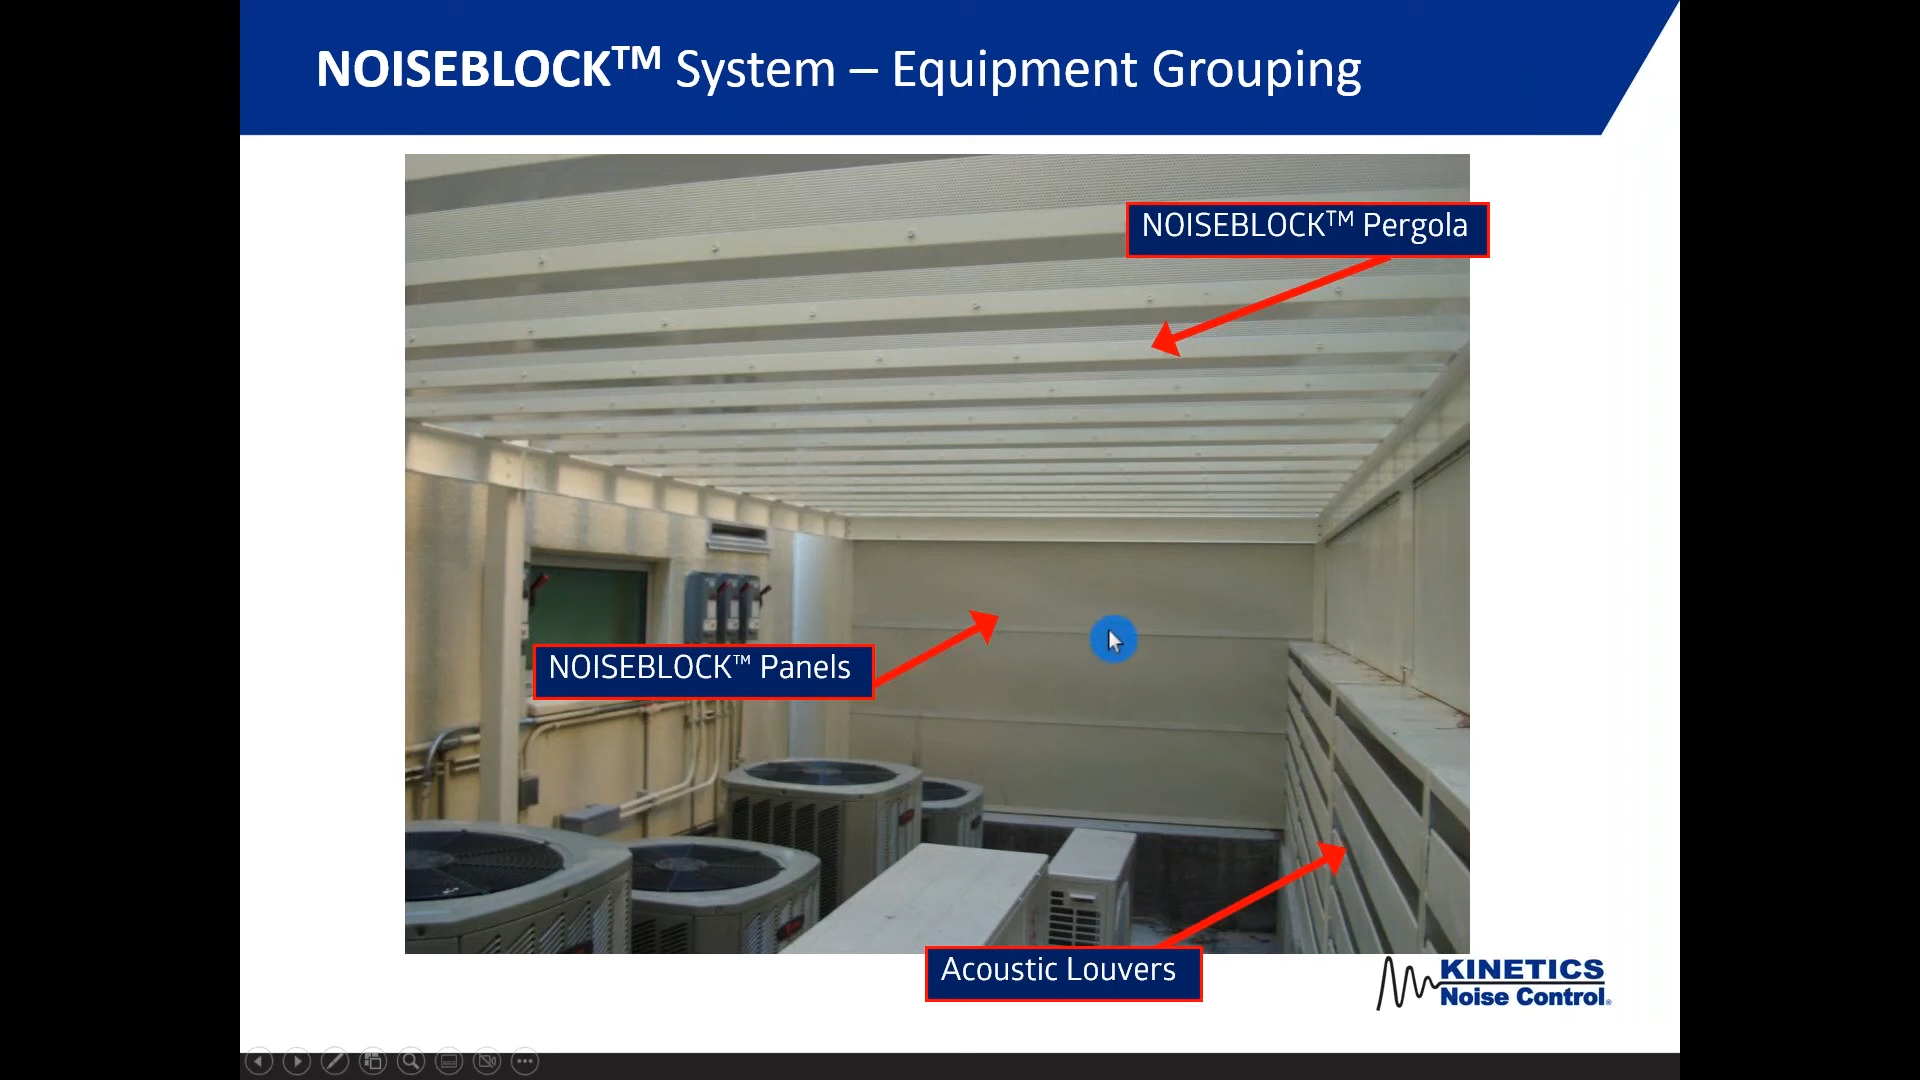 NOISEBLOCK™ System – Equipment Grouping
NOISEBLOCK™ Pergola
NOISEBLOCK™ Panels
Acoustic Louvers
KINETICS
Noise Control®